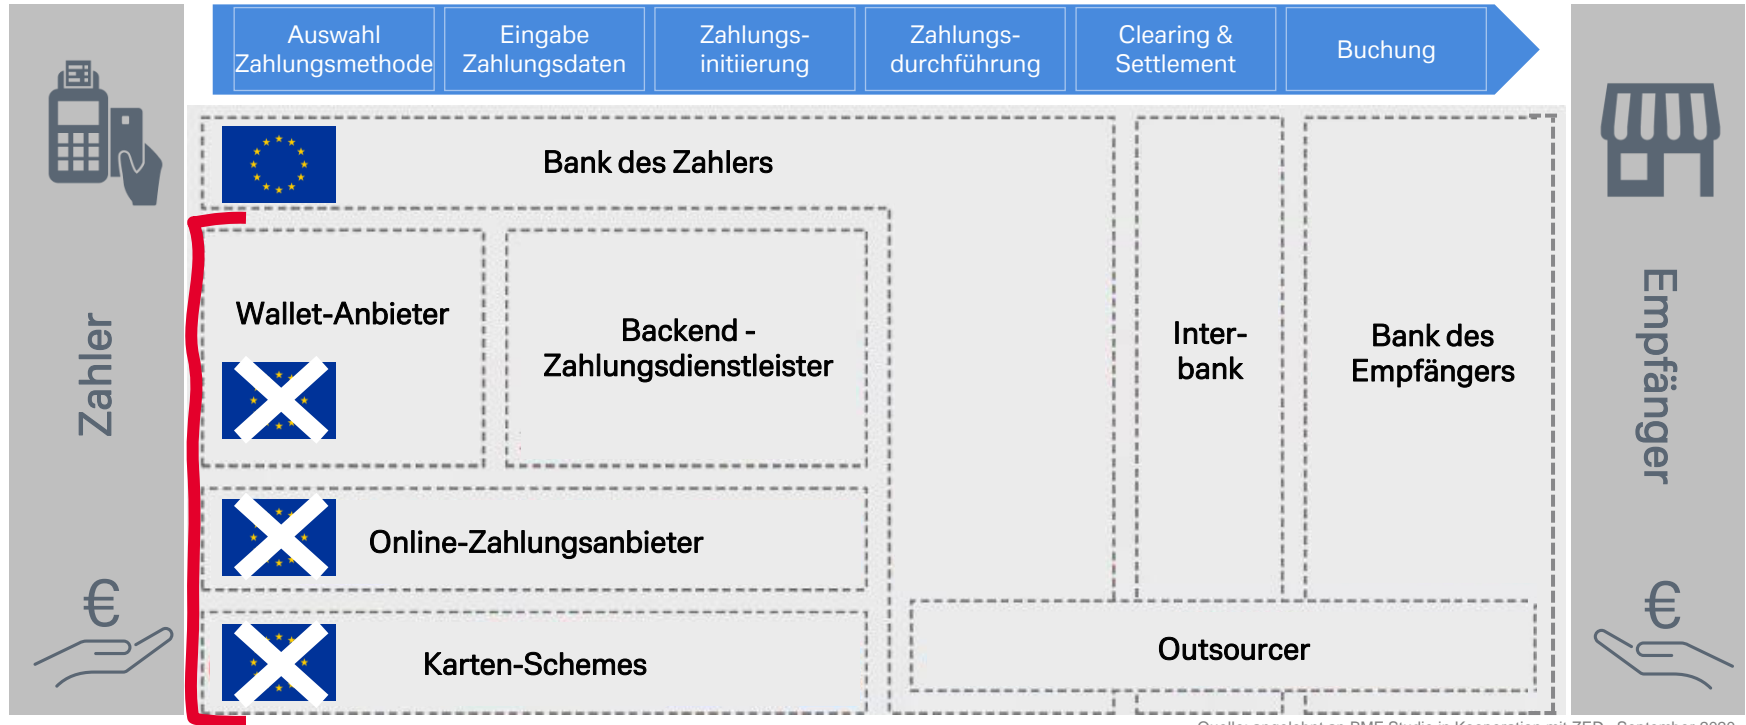 Auswahl
Zahlungsmethode
Eingabe
Zahlungsdaten
Zahlungs-
initiierung
Zahlungs-
durchführung
Clearing &
Settlement
Buchung
Zahler
€
Bank des Zahlers
Wallet-Anbieter
Backend -
Zahlungsdienstleister
Online-Zahlungsanbieter
Karten-Schemes
Inter-
bank
Bank des
Empfängers
Outsourcer
Empfänger
€